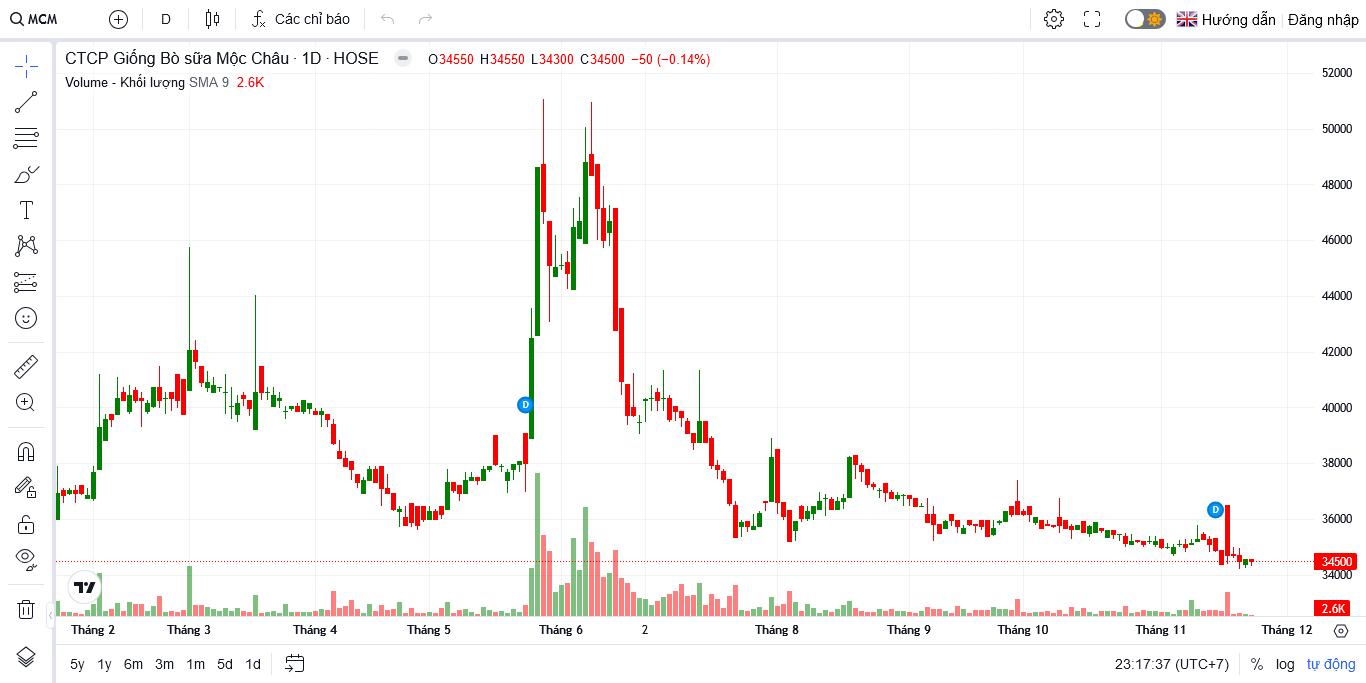 MCM D Các chỉ báo Hướng dẫn Đăng nhập
CTCP Giống Bò sữa Mộc Châu · 1D · HOSE O34550 H34550 L34300 C34500 −50 (−0.14%)
Volume - Khối lượng SMA 9 2.6K
52000
50000
48000
46000
44000
42000
40000
38000
36000
34500
34000
2.6K
D
D
Tháng 2 Tháng 3 Tháng 4 Tháng 5 Tháng 6 2 Tháng 8 Tháng 9 Tháng 10 Tháng 11 Tháng 12
5y 1y 6m 3m 1m 5d 1d 23:17:37 (UTC+7) % log tự động